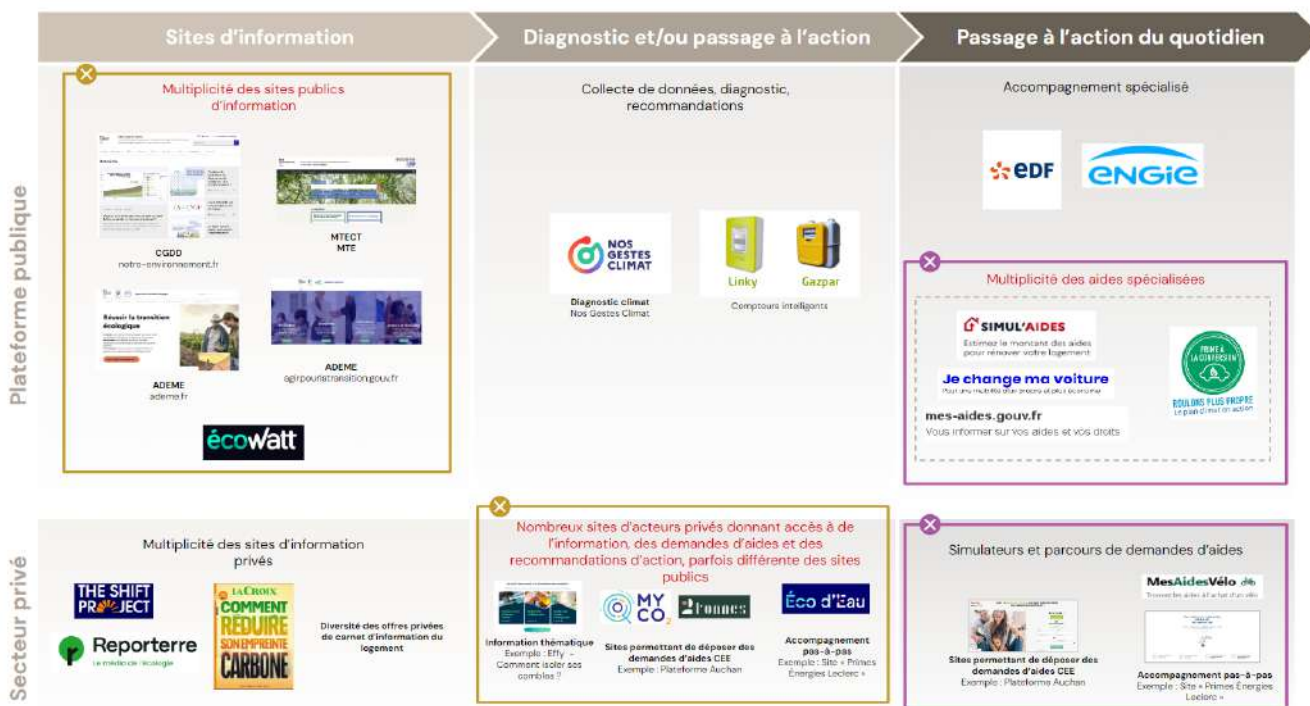 Sites d'information
Diagnostic et/ou passage à l'action
Passage à l'action du quotidien
Plateforme publique
Multiplicité des sites publics
d'information
CGDD
notre-environnement.fr
MTECT
MTE
Réussir la transition
écologique
ADEME
ademe.fr
ADEME
agirpourlatransition.gouv.fr
écowatt
Collecte de données, diagnostic,
recommandations
NOS
GESTES
CLIMAT
Diagnostic climat
Nos Gestes Climat
Linky
Gazpar
Compteurs intelligents
Accompagnement spécialisé
eDF
ENGIE
Multiplicité des aides spécialisées
SIMUL'AIDES
Estimez le montant des aides
pour rénover votre logement
Je change ma voiture
mes-aides.gouv.fr
Vous informer sur vos aides et vos droits
PRIME À
LA CONVERSION
ROULONS PLUS PROPRE
Le plan climat en action
Secteur privé
Multiplicité des sites d'information
privés
THE SHIFT
PROJECT
Reporterre
Le média de l'écologie
LA CROIX
COMMENT
RÉDUIRE
SON EMPREINTE
CARBONE
Diversité des offres privées
de carnet d'information du
logement
Nombreux sites d'acteurs privés donnant accès à de
l'information, des demandes d'aides et des
recommandations d'action, parfois différente des sites
publics
Information thématique
Exemple : Effy –
Comment isoler ses
combles ?
MY
CO2
2tonnes
Sites permettant de déposer des
demandes d'aides CEE
Exemple : Plateforme Auchan
Éco d'Eau
Accompagnement
pas-à-pas
Exemple : Site « Primes
Énergies Leclerc »
Simulateurs et parcours de demandes d'aides
MesAidesVélo
Trouvez les aides à l'achat d'un vélo
Sites permettant de déposer des
demandes d'aides CEE
Exemple : Plateforme Auchan
Accompagnement pas-à-pas
Exemple : Site « Primes Énergies
Leclerc »